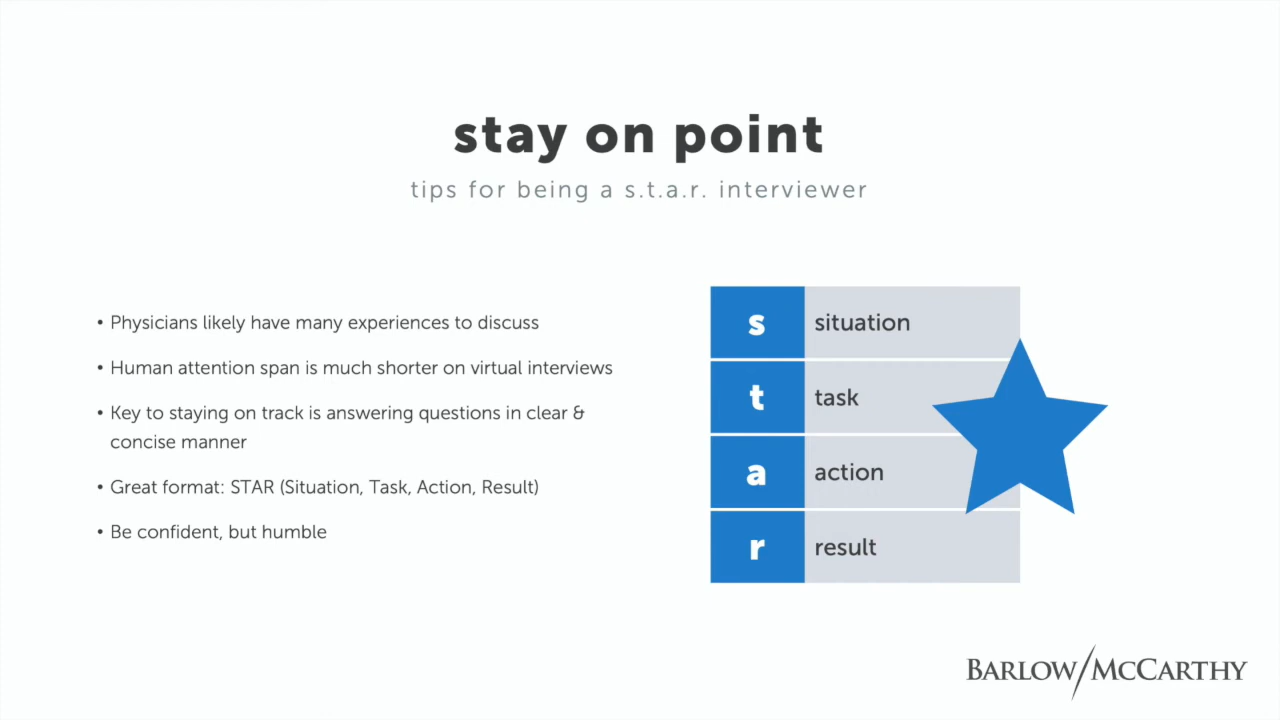 stay on point
tips for being a s.t.a.r. interviewer
• Physicians likely have many experiences to discuss
• Human attention span is much shorter on virtual interviews
• Key to staying on track is answering questions in clear &
concise manner
• Great format: STAR (Situation, Task, Action, Result)
• Be confident, but humble
s situation
t task
a action
r result
BARLOW/MCCARTHY